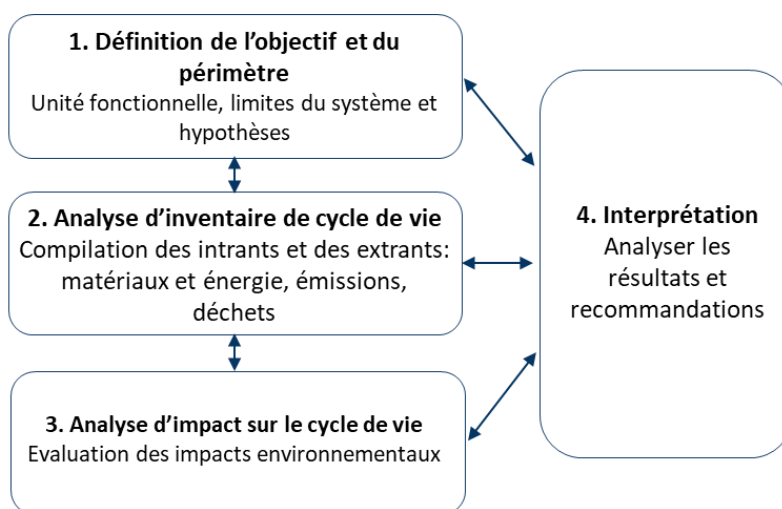 1. Définition de l’objectif et du
périmètre
Unité fonctionnelle, limites du système et
hypothèses
2. Analyse d’inventaire de cycle de vie
Compilation des intrants et des extrants:
matériaux et énergie, émissions,
déchets
3. Analyse d’impact sur le cycle de vie
Evaluation des impacts environnementaux
4. Interprétation
Analyser les
résultats et
recommandations